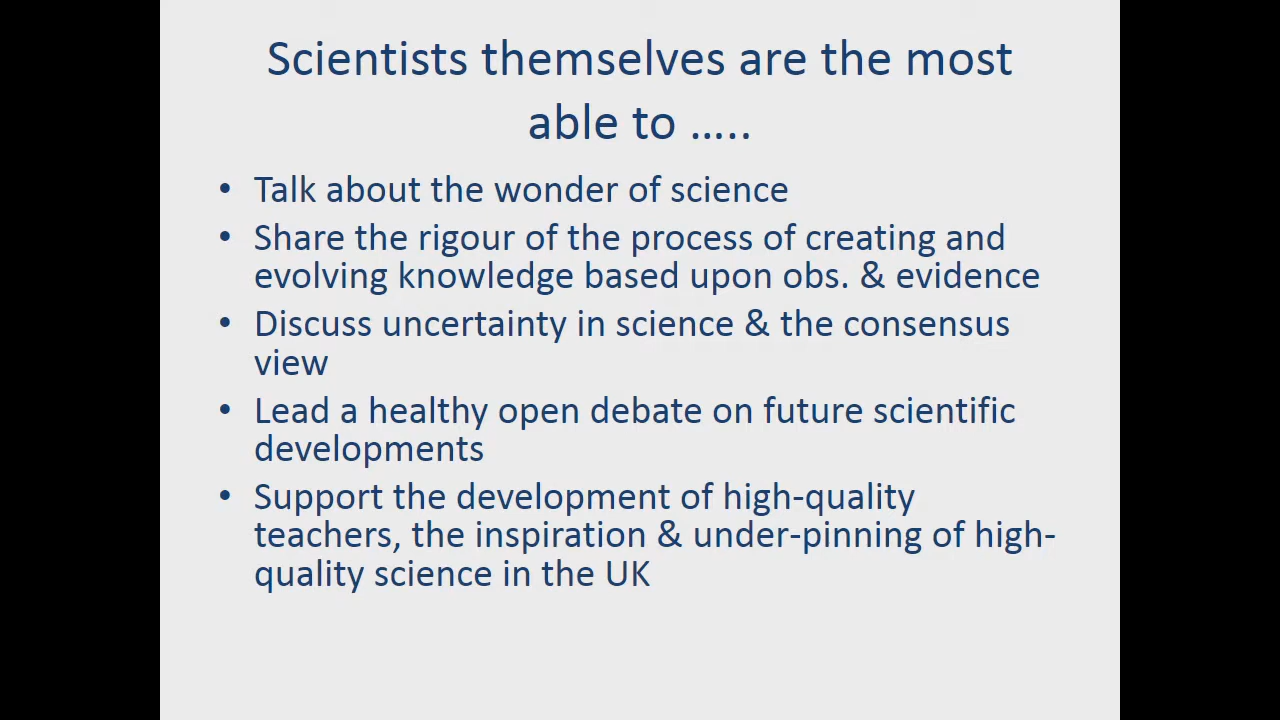 Scientists themselves are the most
able to .....
• Talk about the wonder of science
• Share the rigour of the process of creating and
evolving knowledge based upon obs. & evidence
• Discuss uncertainty in science & the consensus
view
• Lead a healthy open debate on future scientific
developments
• Support the development of high-quality
teachers, the inspiration & under-pinning of high-
quality science in the UK